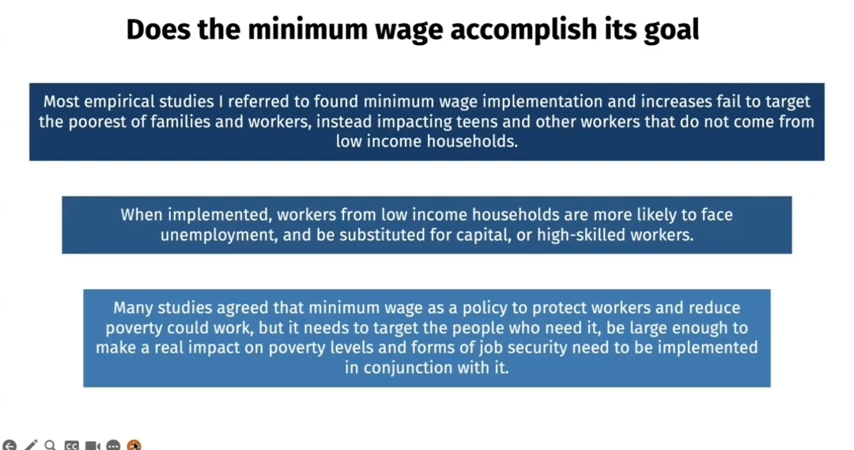 Does the minimum wage accomplish its goal
Most empirical studies I referred to found minimum wage implementation and increases fail to target
the poorest of families and workers, instead impacting teens and other workers that do not come from
low income households.
When implemented, workers from low income households are more likely to face
unemployment, and be substituted for capital, or high-skilled workers.
Many studies agreed that minimum wage as a policy to protect workers and reduce
poverty could work, but it needs to target the people who need it, be large enough to
make a real impact on poverty levels and forms of job security need to be implemented
in conjunction with it.
CC